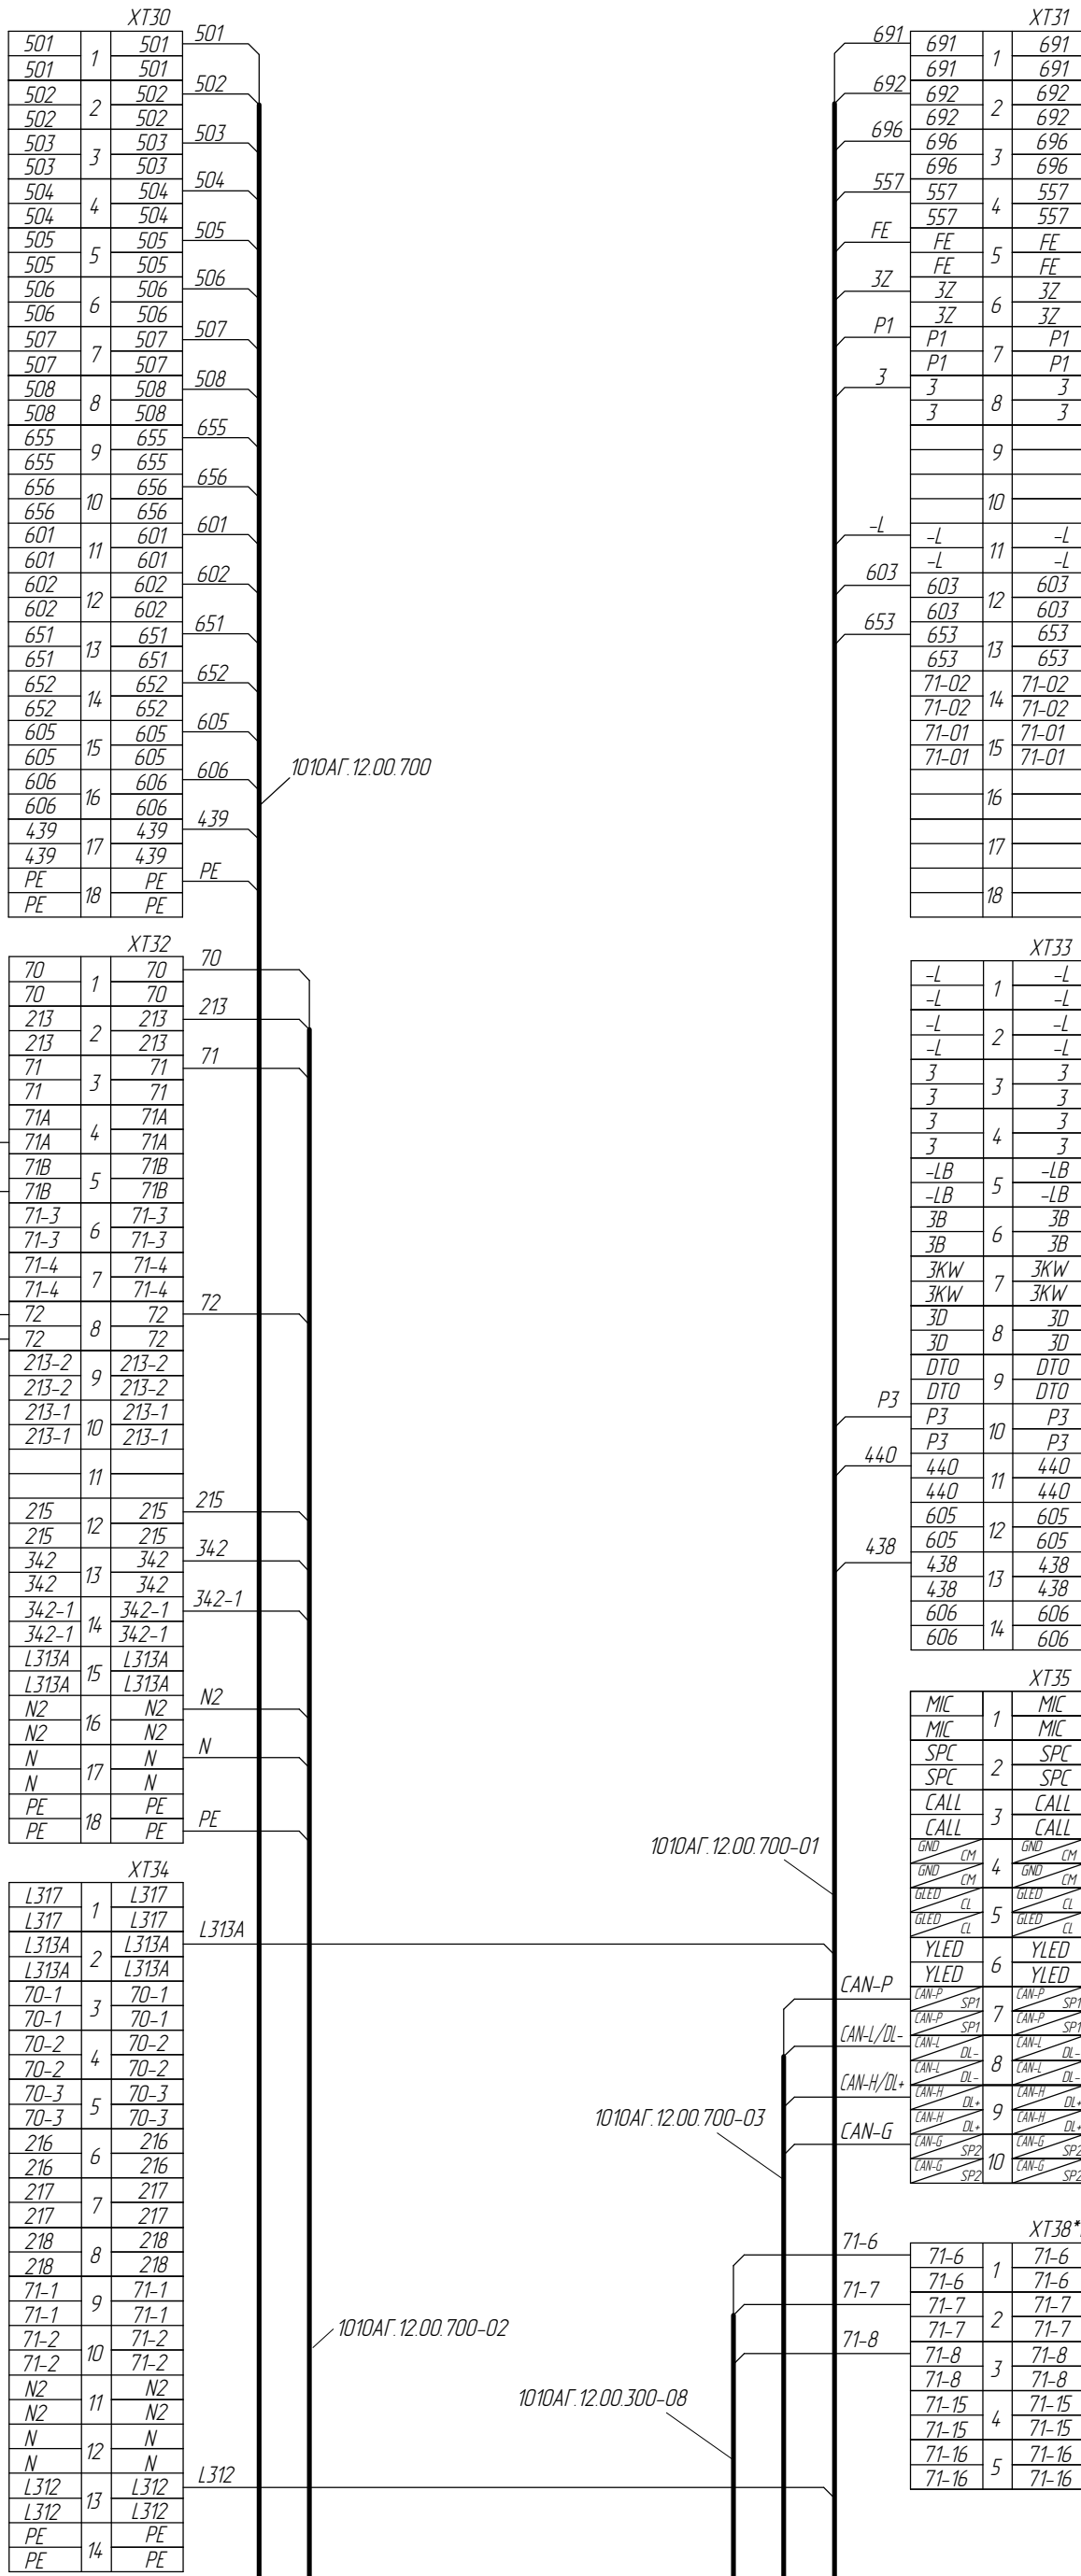 XT30
501 1 501 501
501 501
502 2 502 502
502 502
503 3 503 503
503 503
504 4 504 504
504 504
505 5 505 505
505 505
506 6 506 506
506 506
507 7 507 507
507 507
508 8 508 508
508 508
655 9 655 655
655 655
656 10 656 656
656 656
601 11 601 601
601 601
602 12 602 602
602 602
651 13 651 651
651 651
652 14 652 652
652 652
605 15 605 605
605 605
606 16 606 606
606 606
439 17 439 439
439 439
PE 18 PE PE
PE PE
1010АГ.12.00.700
XT32
70 1 70 70
70 70
213 2 213 213
213 213
71 3 71 71
71 71
71A 4 71A
71A 71A
71B 5 71B
71B 71B
71-3 6 71-3
71-3 71-3
71-4 7 71-4
71-4 71-4
72 8 72 72
72 72
213-2 9 213-2
213-2 213-2
213-1 10 213-1
213-1 213-1
11
215 12 215 215
215 215
342 13 342 342
342 342
342-1 14 342-1 342-1
342-1 342-1
L313A 15 L313A
L313A L313A
N2 16 N2 N2
N2 N2
N 17 N N
N N
PE 18 PE PE
PE PE
XT34
L317 1 L317
L317 L317
L313A 2 L313A L313A
L313A L313A
70-1 3 70-1
70-1 70-1
70-2 4 70-2
70-2 70-2
70-3 5 70-3
70-3 70-3
216 6 216
216 216
217 7 217
217 217
218 8 218
218 218
71-1 9 71-1
71-1 71-1
71-2 10 71-2
71-2 71-2
N2 11 N2
N2 N2
N 12 N
N N
L312 13 L312 L312
L312 L312
PE 14 PE
PE PE
1010АГ.12.00.700-02
XT31
691 691 1 691
691 691
692 692 2 692
692 692
696 696 3 696
696 696
557 557 4 557
557 557
FE FE 5 FE
FE FE
3Z 3Z 6 3Z
3Z 3Z
P1 P1 7 P1
P1 P1
3 3 8 3
3 3
9
10
-L -L 11 -L
-L -L
603 603 12 603
603 603
653 653 13 653
653 653
71-02 14 71-02
71-02 71-02
71-01 15 71-01
71-01 71-01
16
17
18
XT33
-L 1 -L
-L -L
-L 2 -L
-L -L
3 3 3
3 3
3 4 3
3 3
-LB 5 -LB
-LB -LB
3B 6 3B
3B 3B
3KW 7 3KW
3KW 3KW
3D 8 3D
3D 3D
DTO 9 DTO
DTO DTO
P3 P3 10 P3
P3 P3
440 440 11 440
440 440
605 12 605
605 605
438 438 13 438
438 438
606 14 606
606 606
1010АГ.12.00.700-01
XT35
MIC 1 MIC
MIC MIC
SPC 2 SPC
SPC SPC
CALL 3 CALL
CALL CALL
GND CM 4 GND CM
GND CM GND CM
GLED CL 5 GLED CL
GLED CL GLED CL
YLED 6 YLED
YLED YLED
CAN-P CAN-P SP1 7 CAN-P SP1
CAN-P SP1 CAN-P SP1
CAN-L/DL- CAN-L DL- 8 CAN-L DL-
CAN-L DL- CAN-L DL-
CAN-H/DL+ CAN-H DL+ 9 CAN-H DL+
CAN-H DL+ CAN-H DL+
CAN-G CAN-G SP2 10 CAN-G SP2
CAN-G SP2 CAN-G SP2
1010АГ.12.00.700-03
XT38*
71-6 71-6 1 71-6
71-6 71-6
71-7 71-7 2 71-7
71-7 71-7
71-8 71-8 3 71-8
71-8 71-8
71-15 4 71-15
71-15 71-15
71-16 5 71-16
71-16 71-16
1010АГ.12.00.300-08